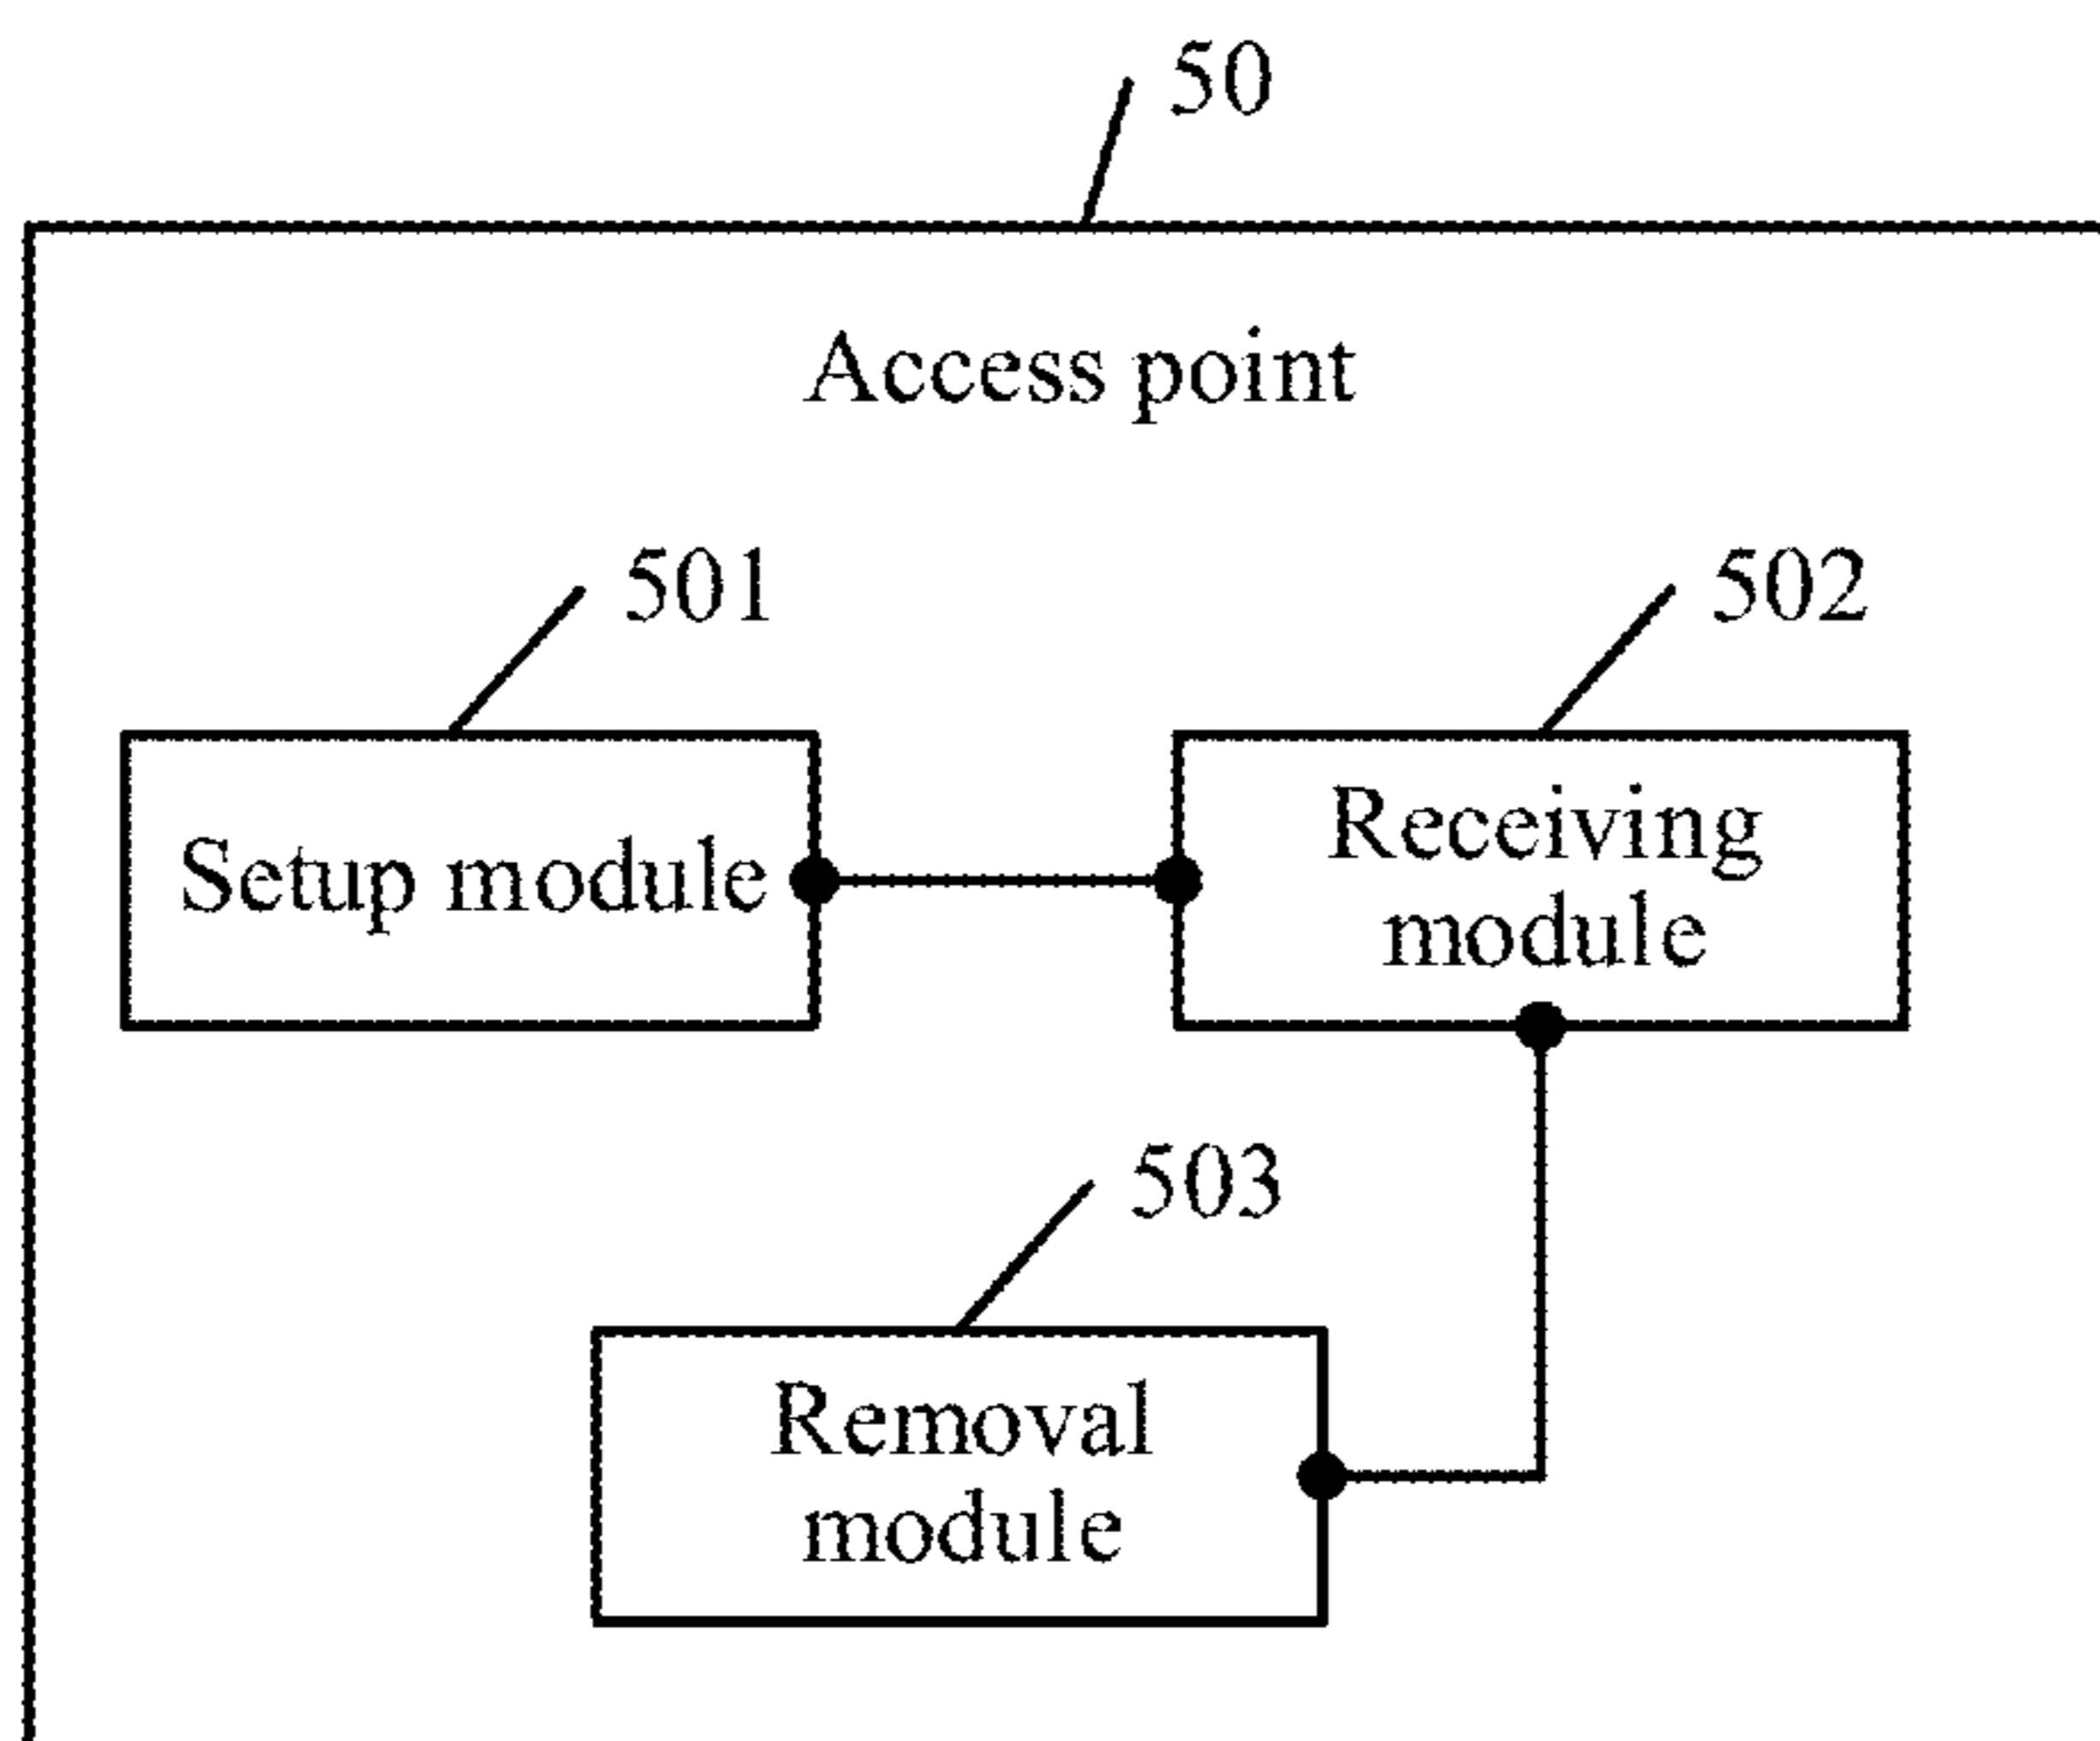 50
Access point
501
502
Setup module
Receiving
module
503
Removal
module